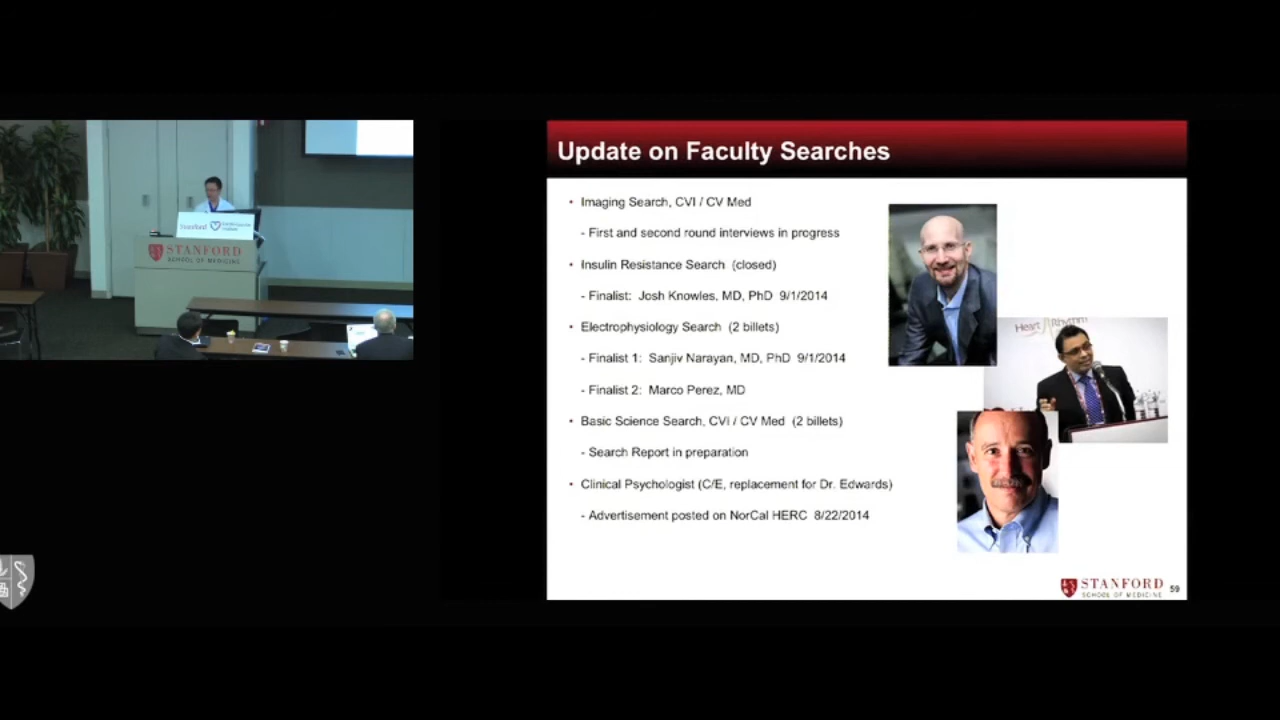 Update on Faculty Searches
• Imaging Search, CVI / CV Med
- First and second round interviews in progress
• Insulin Resistance Search (closed)
- Finalist: Josh Knowles, MD, PhD 9/1/2014
• Electrophysiology Search (2 billets)
- Finalist 1: Sanjiv Narayan, MD, PhD 9/1/2014
- Finalist 2: Marco Perez, MD
• Basic Science Search, CVI / CV Med (2 billets)
- Search Report in preparation
• Clinical Psychologist (C/E, replacement for Dr. Edwards)
- Advertisement posted on NorCal HERC 8/22/2014
Heart Rhythm
STANFORD
SCHOOL OF MEDICINE
59
Stanford
STANFORD
SCHOOL OF MEDICINE